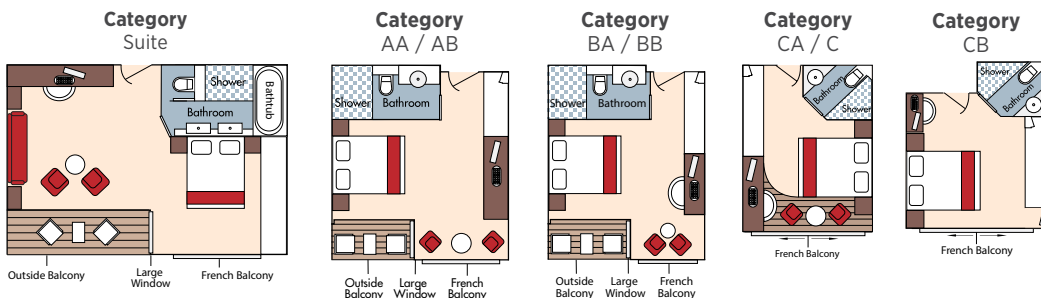 Category
Suite
Shower
Bathroom
Bathtub
Outside Balcony
Large
Window
French Balcony
Category
AA / AB
Shower
Bathroom
Outside
Balcony
Large
Window
French
Balcony
Category
BA / BB
Shower
Bathroom
Outside
Balcony
Large
Window
French
Balcony
Category
CA / C
Bathroom
Shower
French Balcony
Category
CB
Shower
Bathroom
French Balcony